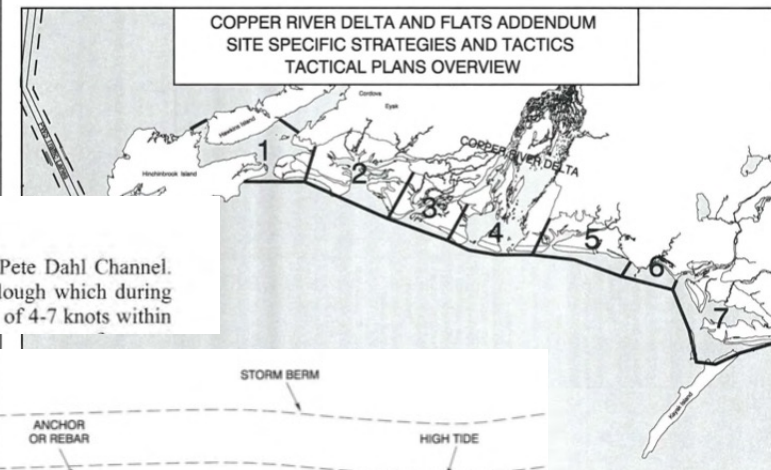 COPPER RIVER DELTA AND FLATS ADDENDUM
SITE SPECIFIC STRATEGIES AND TACTICS
TACTICAL PLANS OVERVIEW
Cordova
Eyak
Hawkins Island
COPPER RIVER DELTA
1
Hinchinbrook Island
2
3
4
5
6
7
Kayak Island
Pete Dahl Channel.
lough which during
of 4-7 knots within
STORM BERM
ANCHOR
OR REBAR
HIGH TIDE